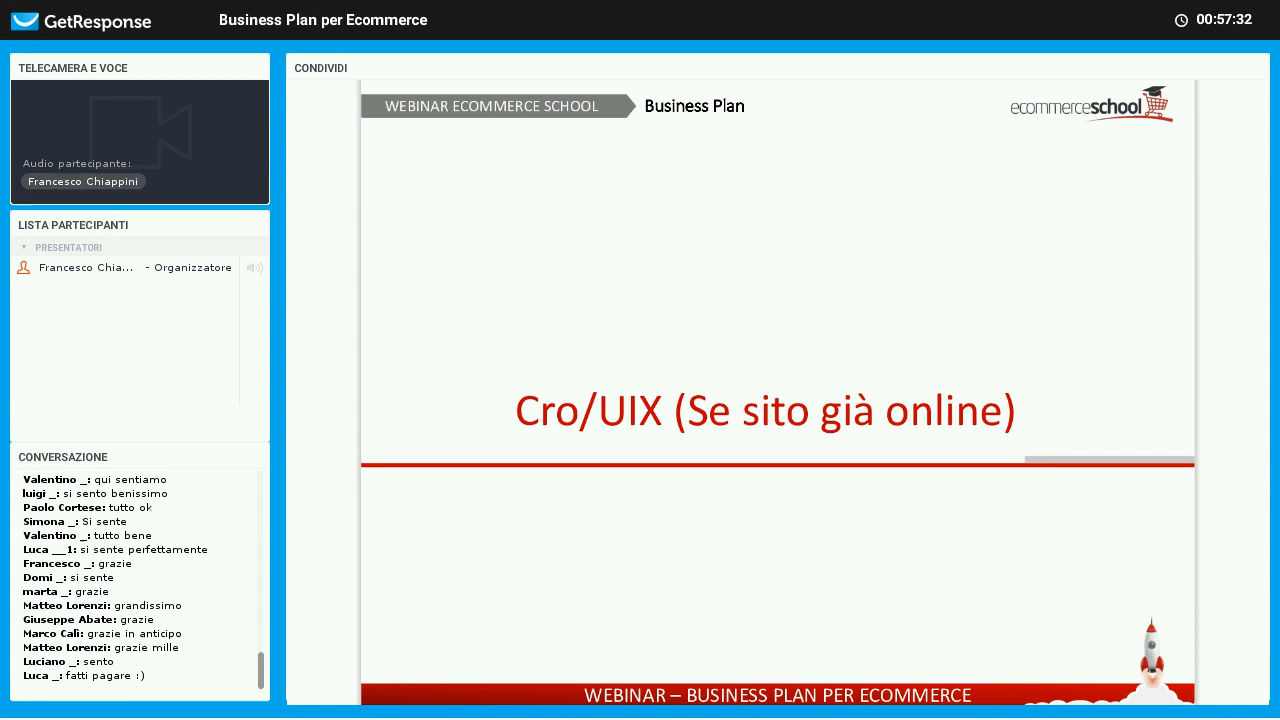 GetResponse
Business Plan per Ecommerce
00:57:32
TELECAMERA E VOCE
Audio partecipante:
Francesco Chiappini
LISTA PARTECIPANTI
PRESENTATORI
Francesco Chia... - Organizzatore
CONVERSAZIONE
Valentino _: qui sentiamo
luigi _: si sento benissimo
Paolo Cortese: tutto ok
Simona _: Si sente
Valentino _: tutto bene
Luca __1: si sente perfettamente
Francesco _: grazie
Domi _: si sente
marta _: grazie
Matteo Lorenzi: grandissimo
Giuseppe Abate: grazie
Marco Calì: grazie in anticipo
Matteo Lorenzi: grazie mille
Luciano _: sento
Luca _: fatti pagare :)
CONDIVIDI
WEBINAR ECOMMERCE SCHOOL
Business Plan
ecommerceschool
Cro/UIX (Se sito già online)
WEBINAR – BUSINESS PLAN PER ECOMMERCE